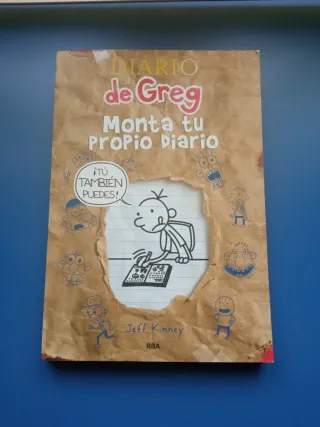 DIARIO
de Greg
Monta tu
propio Diario
¡TÚ
TAMBIÉN
PUEDES!
Jeff Kinney
RBA